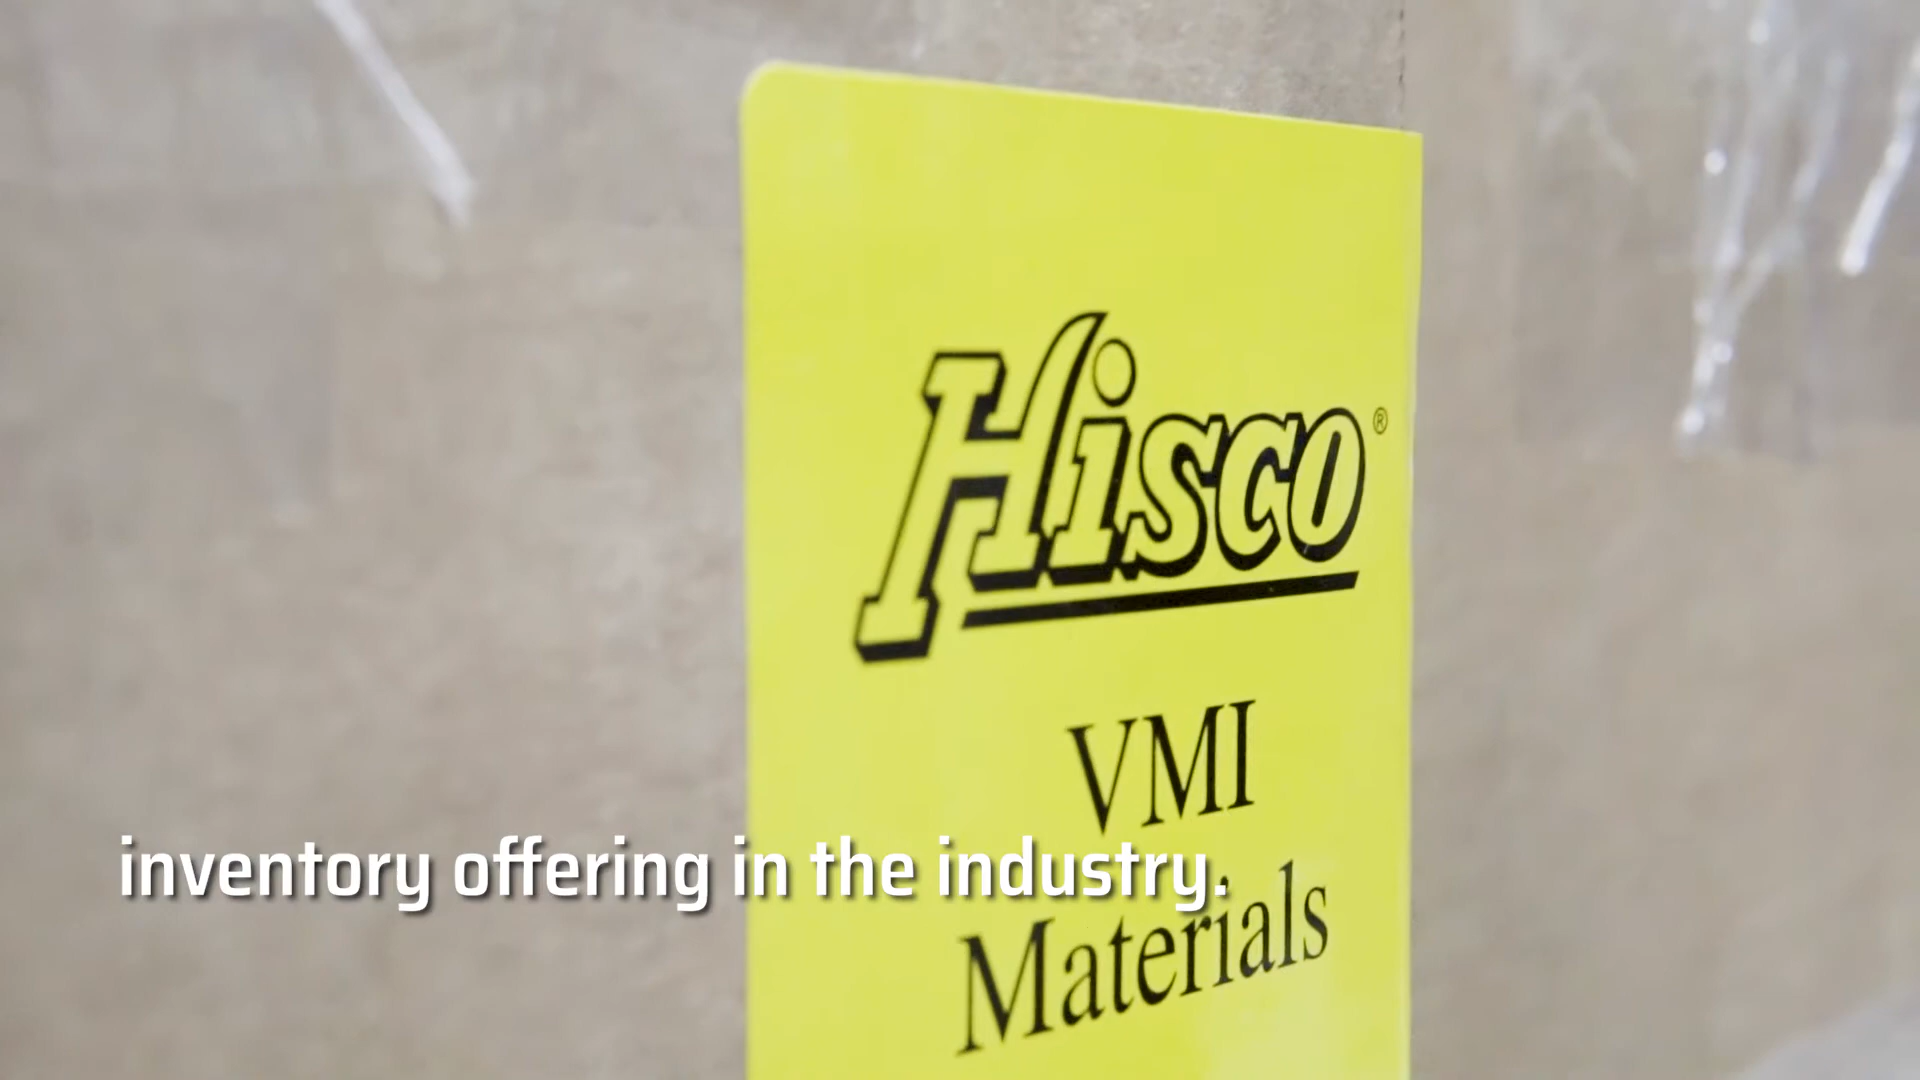 Hisco®
VMI
inventory offering in the industry.
Materials